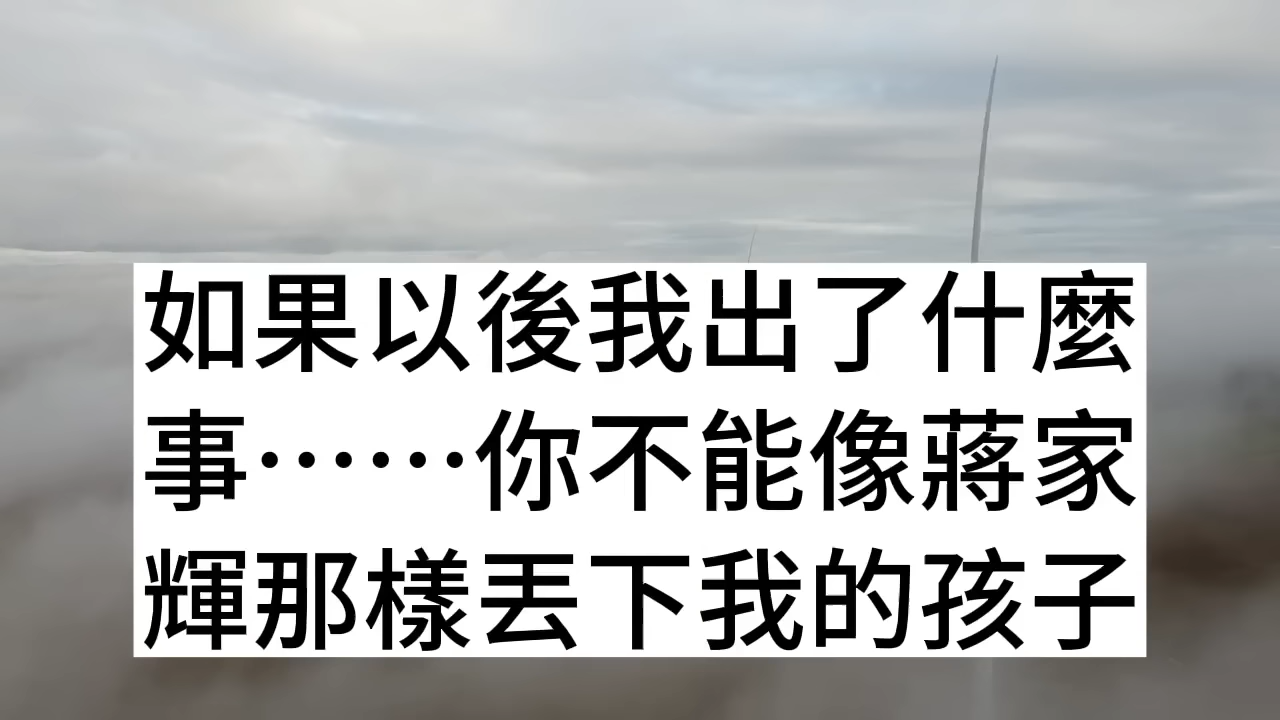 如果以後我出了什麼
事……你不能像蔣家
輝那樣丟下我的孩子